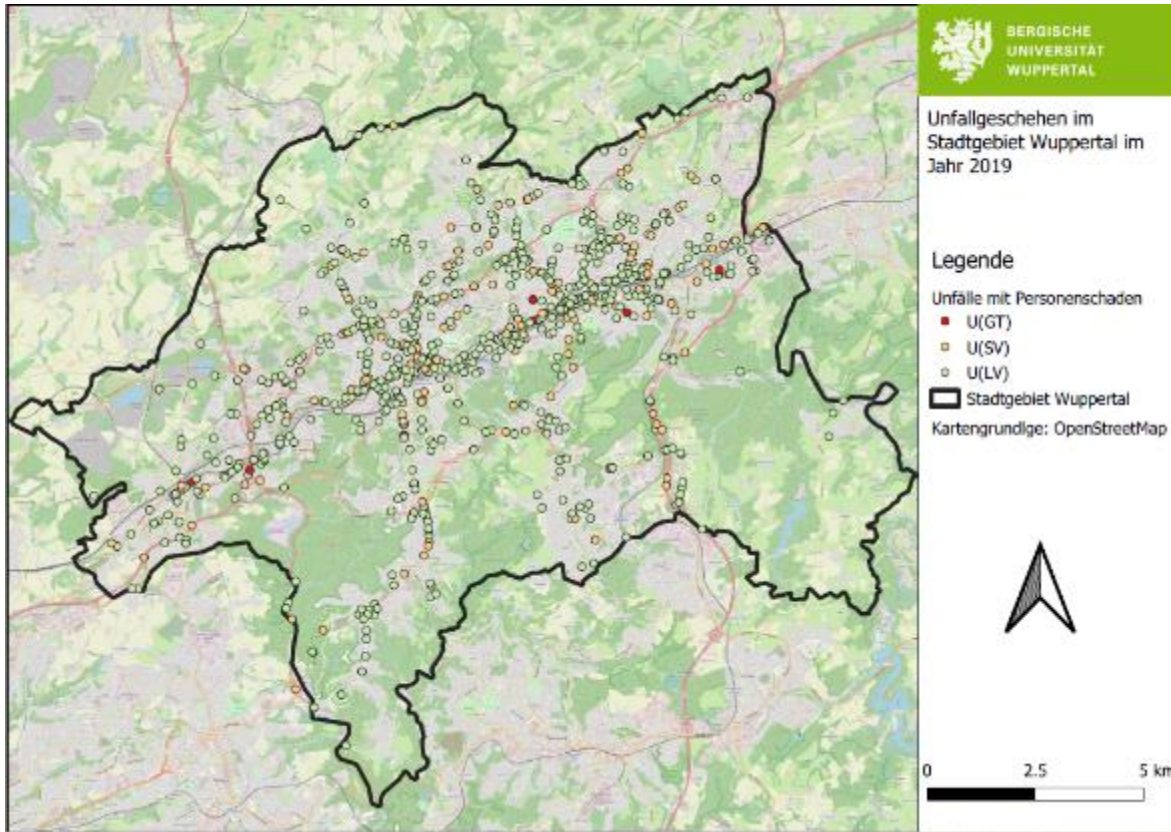 BERGISCHE
UNIVERSITÄT
WUPPERTAL
Unfallgeschehen im
Stadtgebiet Wuppertal im
Jahr 2019
Legende
Unfälle mit Personenschaden
U(GT)
U(SV)
U(LV)
Stadtgebiet Wuppertal
Kartengrundlge: OpenStreetMap
0 2.5 5 km